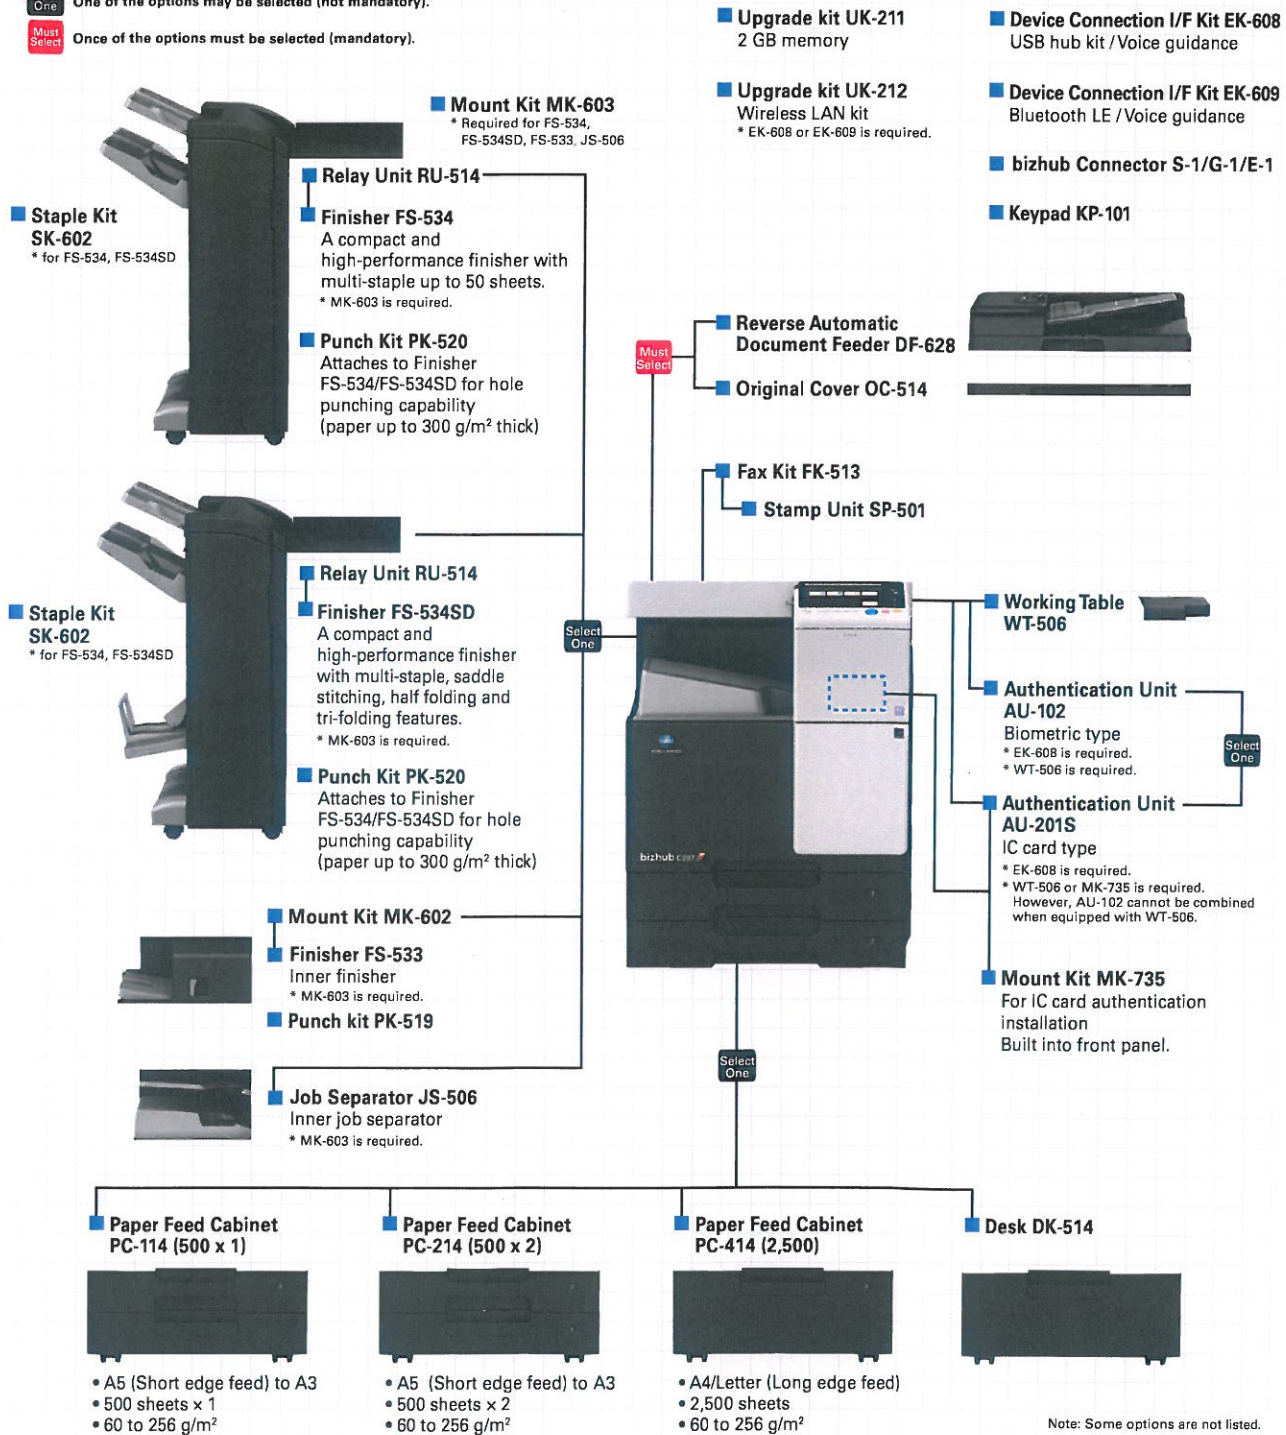 One
One of the options may be selected (not mandatory).
Must
Select
Once of the options must be selected (mandatory).
Upgrade kit UK-211
2 GB memory
Upgrade kit UK-212
Wireless LAN kit
* EK-608 or EK-609 is required.
Device Connection I/F Kit EK-608
USB hub kit / Voice guidance
Device Connection I/F Kit EK-609
Bluetooth LE / Voice guidance
bizhub Connector S-1/G-1/E-1
Keypad KP-101
Mount Kit MK-603
* Required for FS-534,
FS-534SD, FS-533, JS-506
Relay Unit RU-514
Staple Kit
SK-602
* for FS-534, FS-534SD
Finisher FS-534
A compact and
high-performance finisher with
multi-staple up to 50 sheets.
* MK-603 is required.
Punch Kit PK-520
Attaches to Finisher
FS-534/FS-534SD for hole
punching capability
(paper up to 300 g/m² thick)
Must
Select
Reverse Automatic
Document Feeder DF-628
Original Cover OC-514
Fax Kit FK-513
Stamp Unit SP-501
Relay Unit RU-514
Staple Kit
SK-602
* for FS-534, FS-534SD
Finisher FS-534SD
A compact and
high-performance finisher
with multi-staple, saddle
stitching, half folding and
tri-folding features.
* MK-603 is required.
Punch Kit PK-520
Attaches to Finisher
FS-534/FS-534SD for hole
punching capability
(paper up to 300 g/m² thick)
Select
One
bizhub
Working Table
WT-506
Authentication Unit
AU-102
Biometric type
* EK-608 is required.
* WT-506 is required.
Select
One
Authentication Unit
AU-201S
IC card type
* EK-608 is required.
* WT-506 or MK-735 is required.
However, AU-102 cannot be combined
when equipped with WT-506.
Mount Kit MK-735
For IC card authentication
installation
Built into front panel.
Mount Kit MK-602
Finisher FS-533
Inner finisher
* MK-603 is required.
Punch kit PK-519
Job Separator JS-506
Inner job separator
* MK-603 is required.
Select
One
Paper Feed Cabinet
PC-114 (500 x 1)
• A5 (Short edge feed) to A3
• 500 sheets × 1
• 60 to 256 g/m²
Paper Feed Cabinet
PC-214 (500 x 2)
• A5 (Short edge feed) to A3
• 500 sheets × 2
• 60 to 256 g/m²
Paper Feed Cabinet
PC-414 (2,500)
• A4/Letter (Long edge feed)
• 2,500 sheets
• 60 to 256 g/m²
Desk DK-514
Note: Some options are not listed.